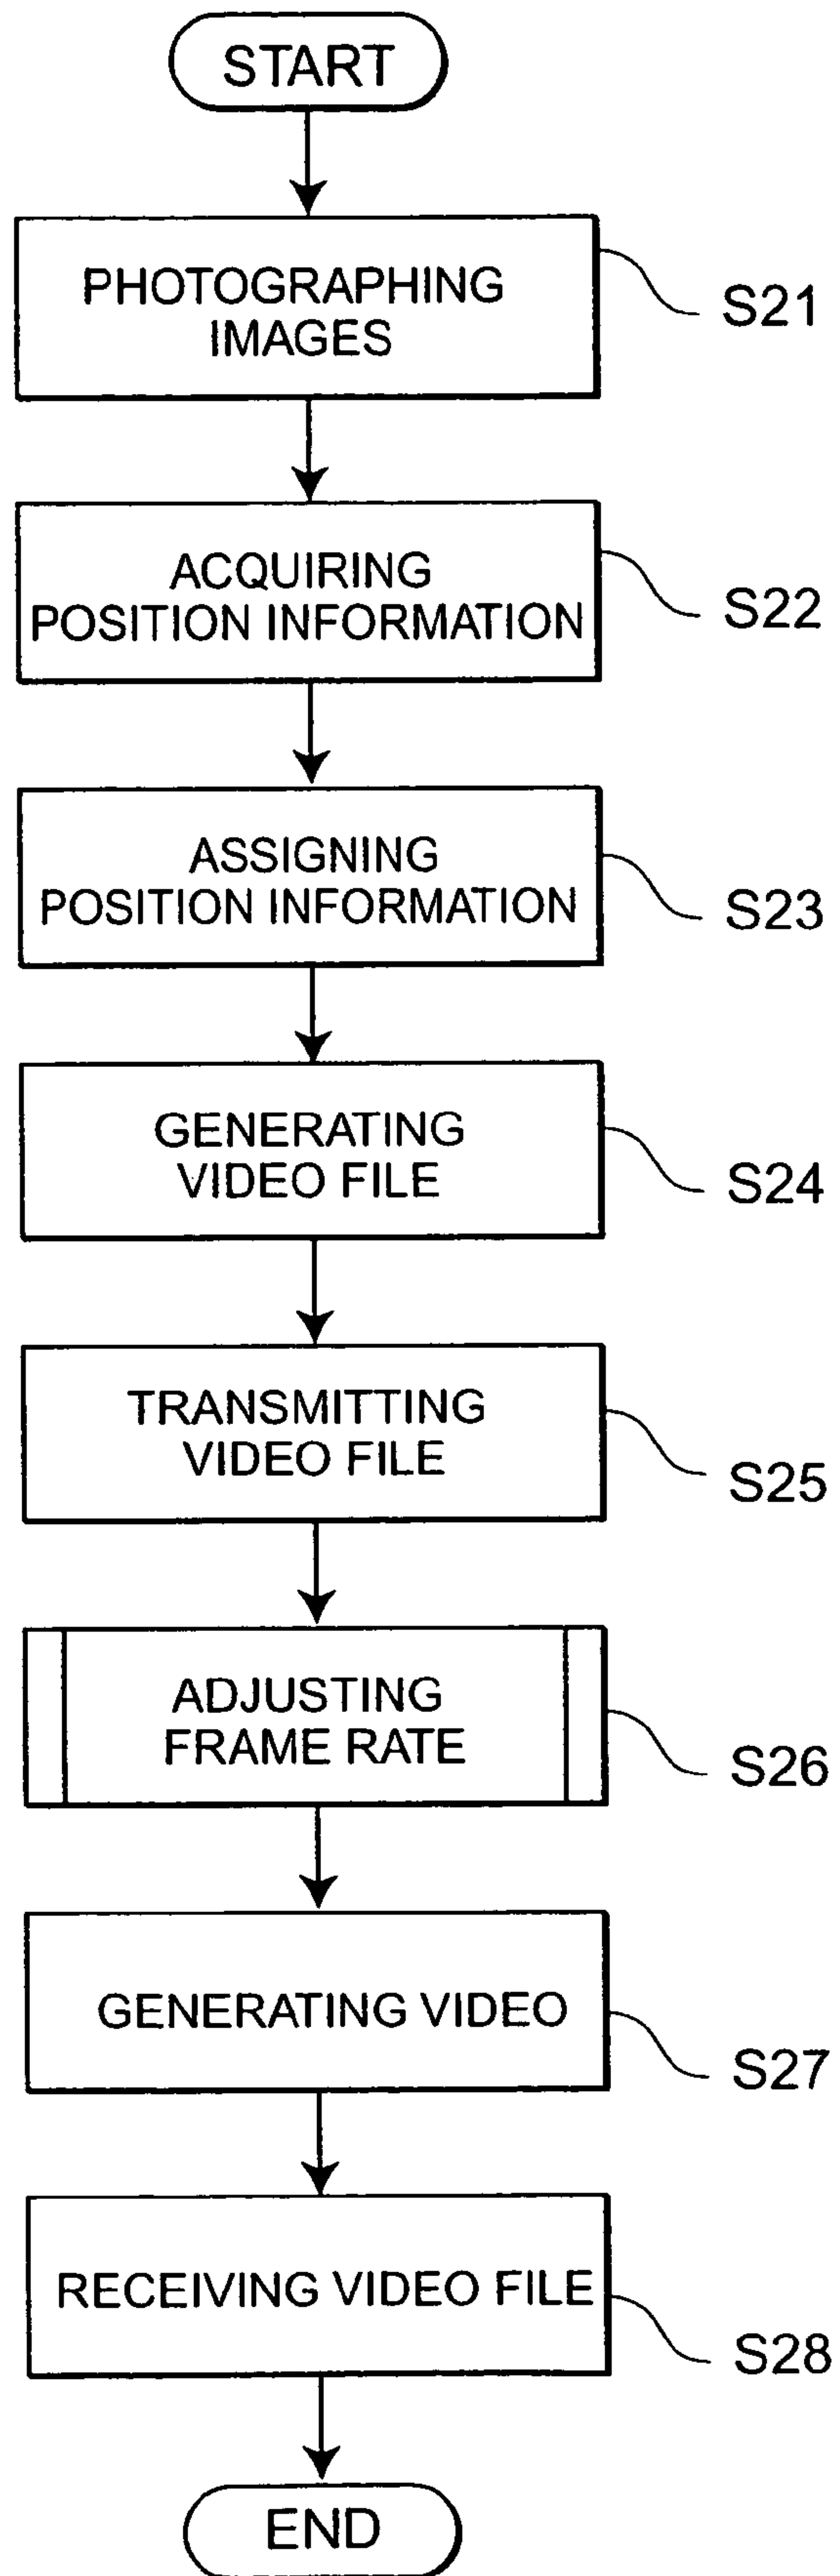 START
PHOTOGRAPHING
IMAGES
S21
ACQUIRING
POSITION INFORMATION
S22
ASSIGNING
POSITION INFORMATION
S23
GENERATING
VIDEO FILE
S24
TRANSMITTING
VIDEO FILE
S25
ADJUSTING
FRAME RATE
S26
GENERATING VIDEO
S27
RECEIVING VIDEO FILE
S28
END